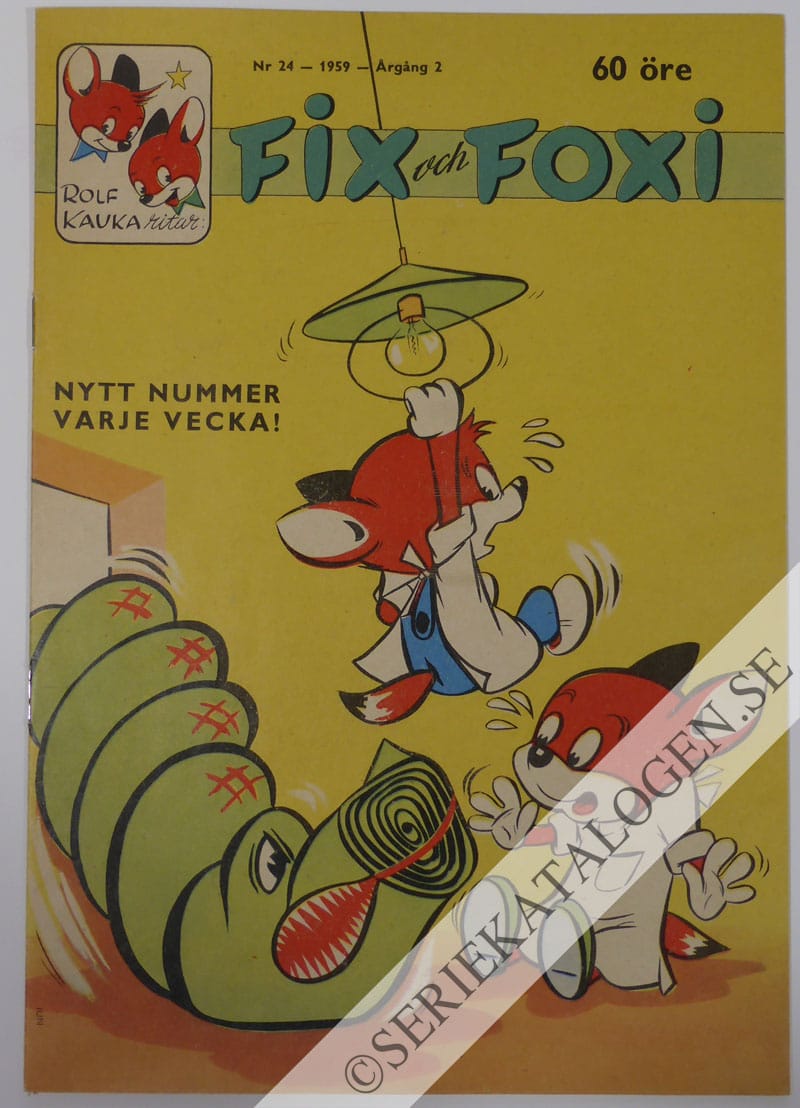 Nr 24 — 1959 — Årgång 2
60 öre
FIX och FOXI
ROLF
KAUKA ritar:
NYTT NUMMER
VARJE VECKA!
©SERIEKATALOGEN.SE